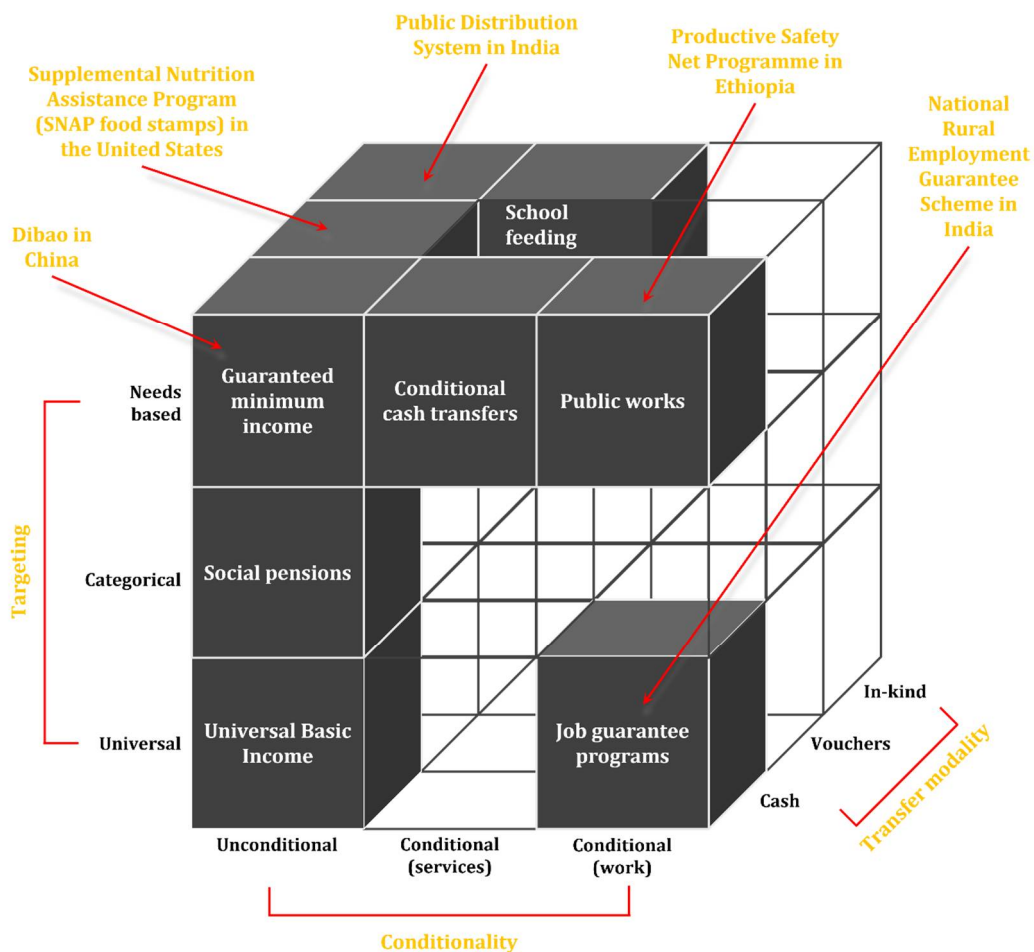 Public Distribution
System in India
Productive Safety
Net Programme in
Ethiopia
Supplemental Nutrition
Assistance Program
(SNAP food stamps) in
the United States
National
Rural
Employment
Guarantee
Scheme in
India
Dibao in
China
School
feeding
Needs
based
Guaranteed
minimum
income
Conditional
cash transfers
Public works
Targeting
Categorical
Social pensions
Universal
Universal Basic
Income
Job guarantee
programs
In-kind
Vouchers
Cash
Transfer modality
Unconditional
Conditional
(services)
Conditional
(work)
Conditionality